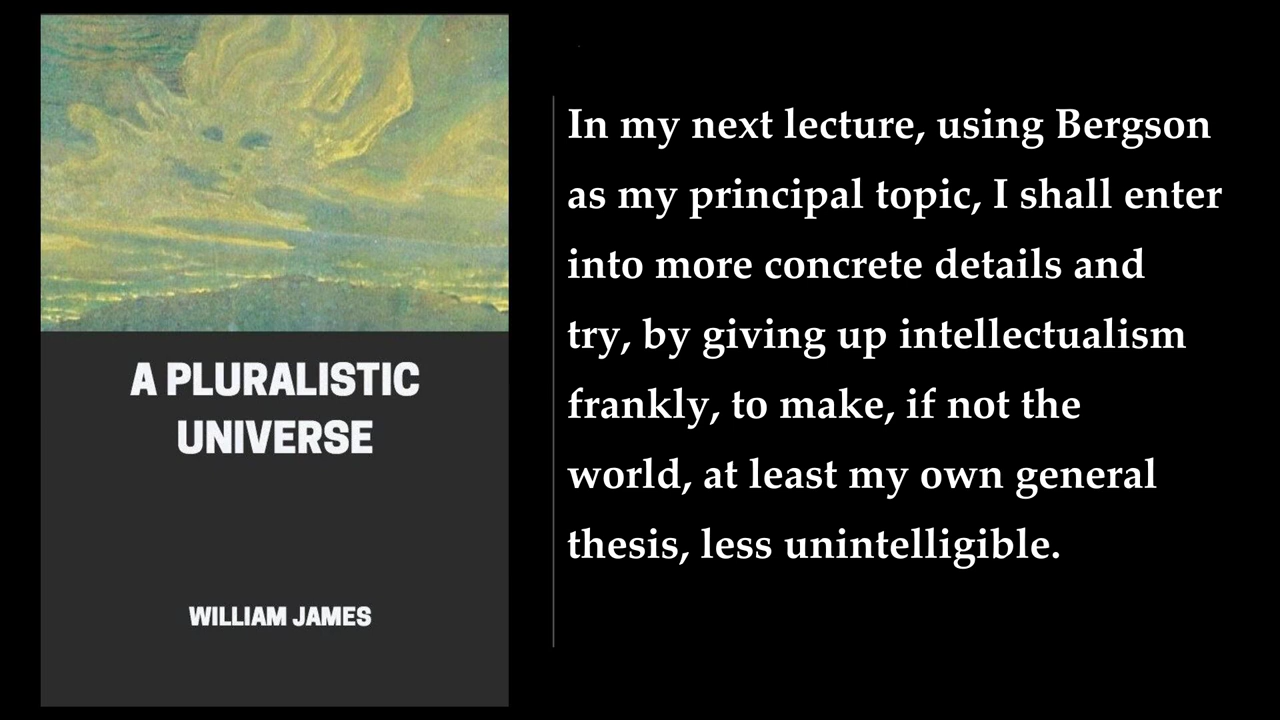 A PLURALISTIC
UNIVERSE
WILLIAM JAMES
In my next lecture, using Bergson
as my principal topic, I shall enter
into more concrete details and
try, by giving up intellectualism
frankly, to make, if not the
world, at least my own general
thesis, less unintelligible.